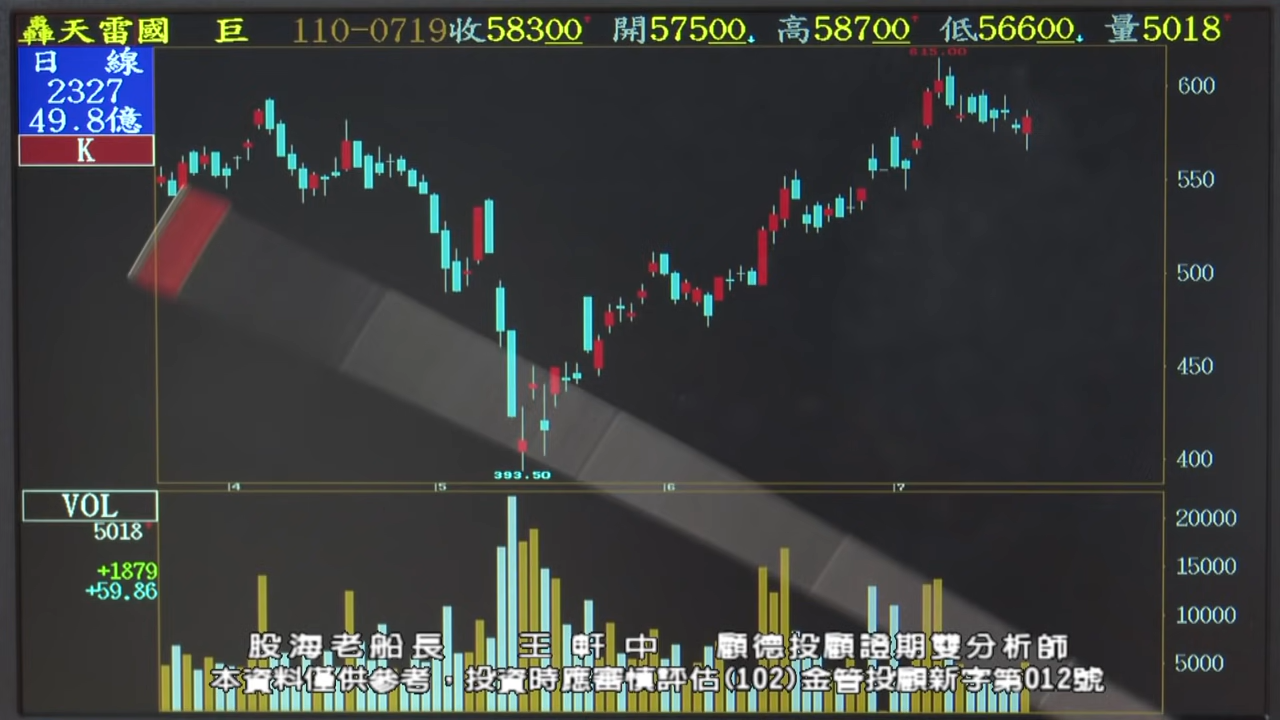 轟天雷國 巨 110-0719收58300 開57500 高58700 低56600 量5018
日 線
2327
49.8億
K
615.00
600
550
500
450
400
393.50
4 5 6 7
VOL
5018
+1879
+59.86
20000
15000
10000
5000
股海老船長 王軒中 顧德投顧證期雙分析師
本資料僅供參考，投資時應審慎評估(102)金管投顧新字第012號